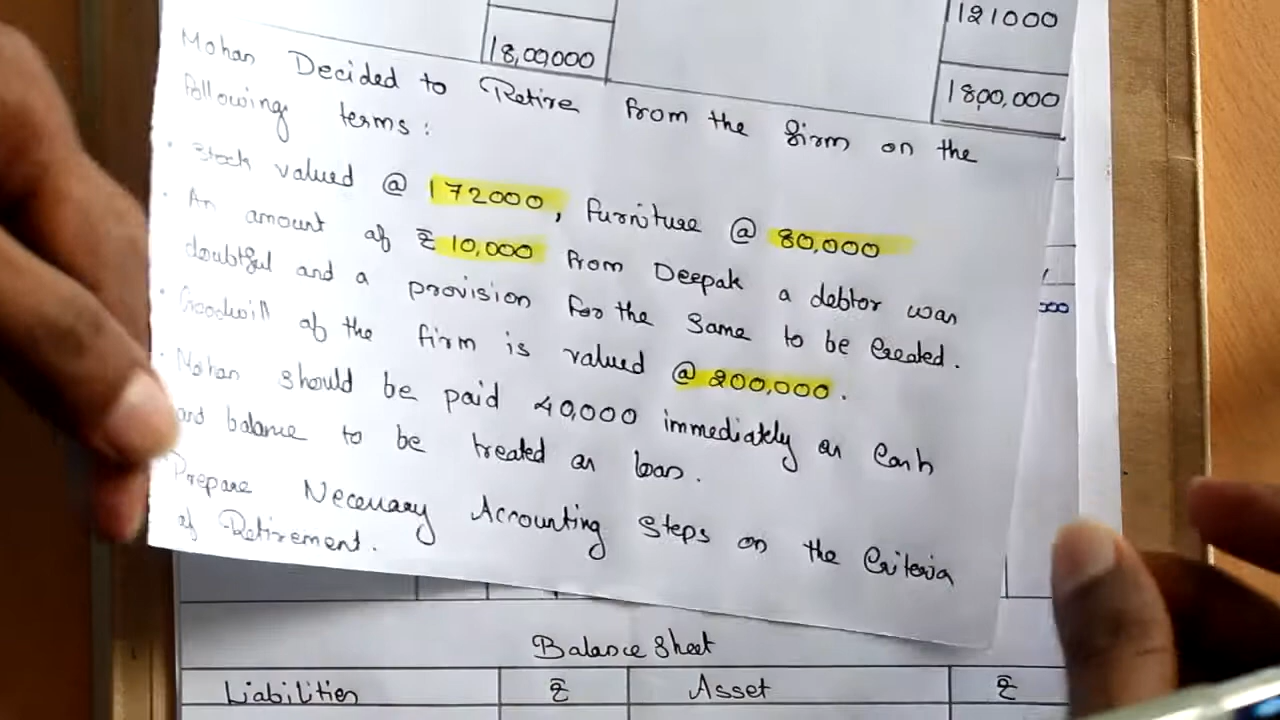 121000
18,00,000
1800,000
Mohan Decided to Retire from the firm on the
following terms:
• Stock valued @ 172000, furniture @ 80,000
• An amount of ₹ 10,000 from Deepak a debtor was
doubtful and a provision for the same to be Created.
• Goodwill of the firm is valued @ 200,000.
• Mohan should be paid 40,000 immediately as Cash
and balance to be treated as loan.
Prepare Necessary Accounting Steps on the Criteria
of Retirement.
Balance Sheet
Liabilities ₹ Asset ₹